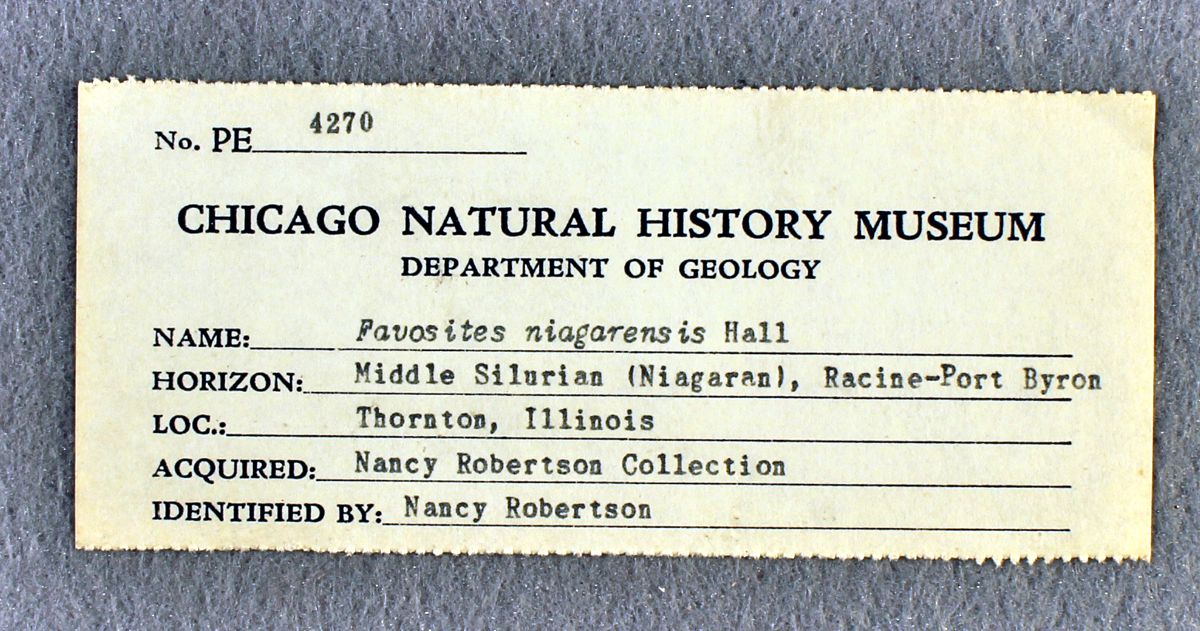 No. PE 4270
CHICAGO NATURAL HISTORY MUSEUM
DEPARTMENT OF GEOLOGY
NAME: Favosites niagarensis Hall
HORIZON: Middle Silurian (Niagaran), Racine-Port Byron
LOC.: Thornton, Illinois
ACQUIRED: Nancy Robertson Collection
IDENTIFIED BY: Nancy Robertson